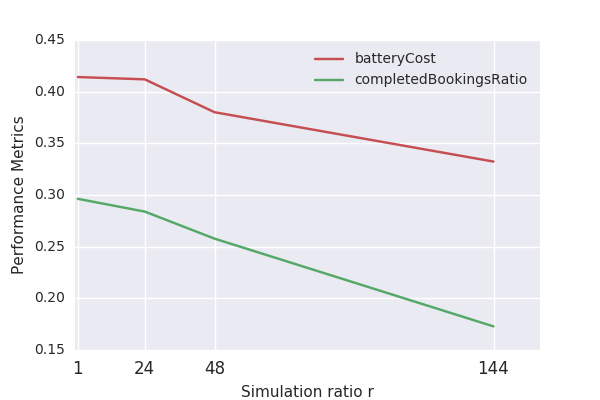 0.45
0.40
0.35
0.30
0.25
0.20
0.15
Performance Metrics
batteryCost
completedBookingsRatio
1 24 48 144
Simulation ratio r